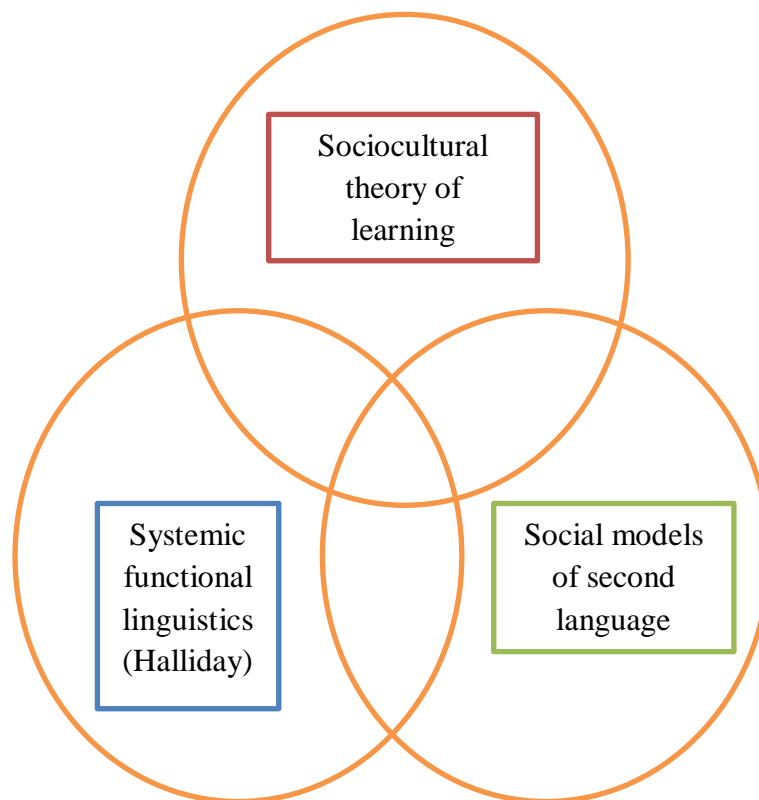 Sociocultural
theory of
learning
Systemic
functional
linguistics
(Halliday)
Social models
of second
language